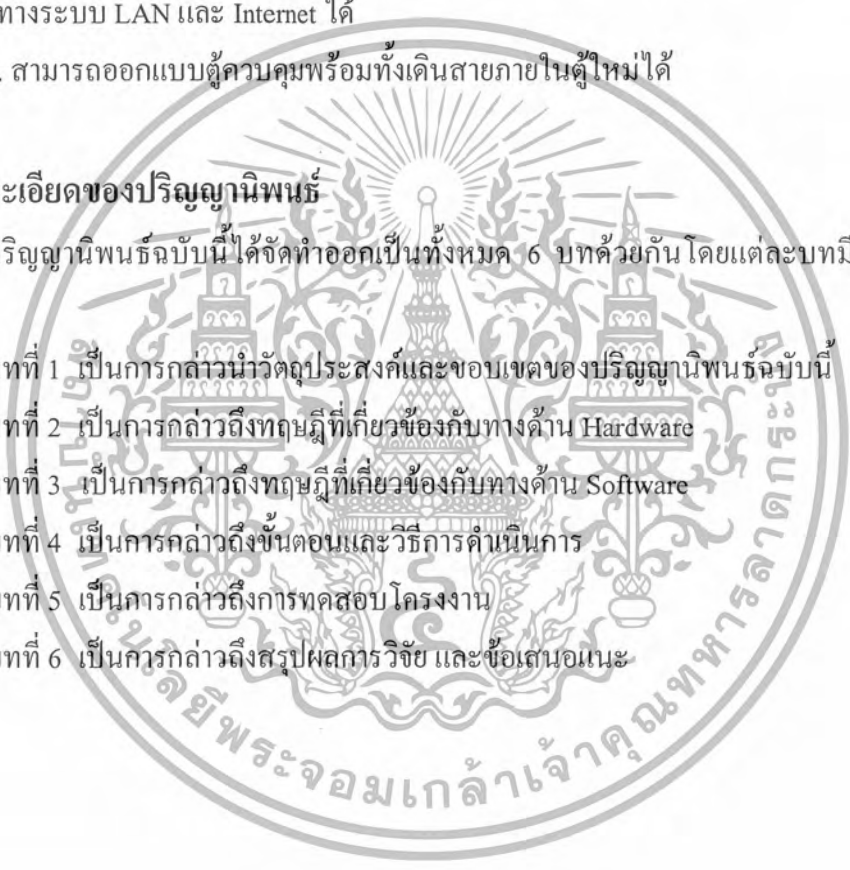 ทางระบบ LAN และ Internet ได้
. สามารถออกแบบตู้ควบคุมพร้อมทั้งเดินสายภายในตู้ใหม่ได้
ะเอียดของปริญญานิพนธ์
ริญญานิพนธ์ฉบับนี้ได้จัดทำออกเป็นทั้งหมด 6 บทด้วยกันโดยแต่ละบทมี
ทที่ 1 เป็นการกล่าวนำวัตถุประสงค์และขอบเขตของปริญญานิพนธ์ฉบับนี้
ทที่ 2 เป็นการกล่าวถึงทฤษฎีที่เกี่ยวข้องกับทางด้าน Hardware
ทที่ 3 เป็นการกล่าวถึงทฤษฎีที่เกี่ยวข้องกับทางด้าน Software
ทที่ 4 เป็นการกล่าวถึงขั้นตอนและวิธีการดำเนินการ
ทที่ 5 เป็นการกล่าวถึงการทดสอบโครงงาน
ทที่ 6 เป็นการกล่าวถึงสรุปผลการวิจัย และข้อเสนอแนะ
สถาบันเทคโนโลยีพระจอมเกล้าเจ้าคุณทหารลาดกระบัง